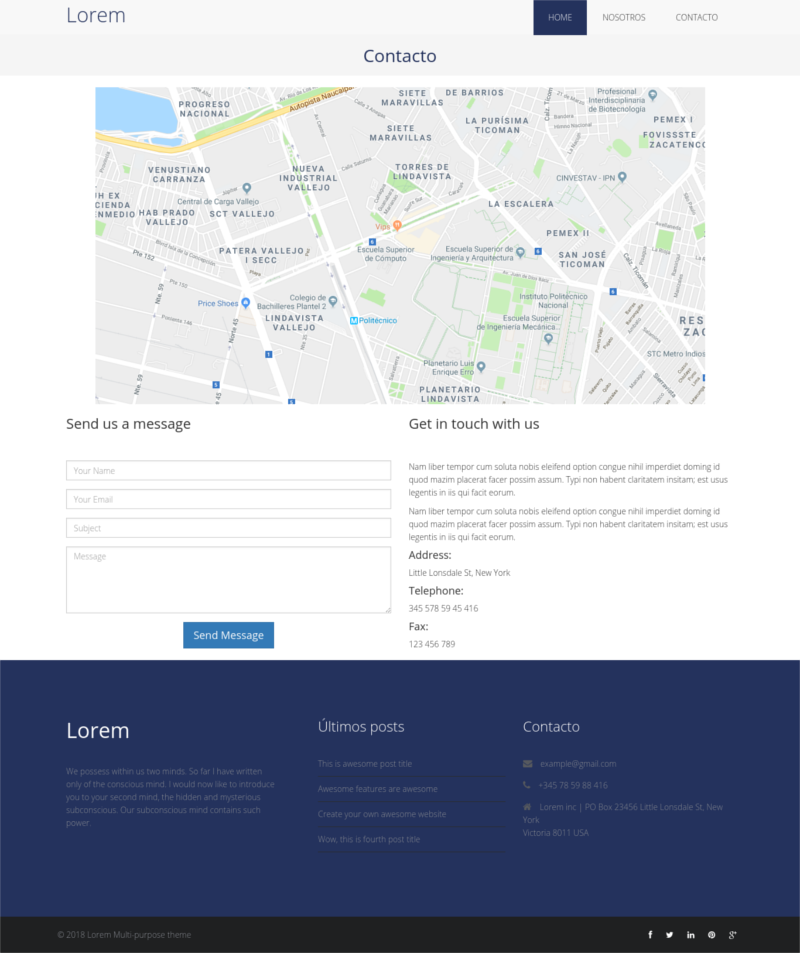 Lorem
HOME
NOSOTROS
CONTACTO
Contacto
PROGRESO
NACIONAL
Autopista Naucalpa
SIETE
MARAVILLAS
DE BARRIOS
Profesional
Interdisciplinaria
de Biotecnología
LA PURÍSIMA
TICOMAN
PEMEX I
SIETE
MARAVILLAS
FOVISSSTE
ZACATENCO
VENUSTIANO
CARRANZA
NUEVA
INDUSTRIAL
VALLEJO
TORRES DE
LINDAVISTA
CINVESTAV - IPN
Central de Carga Vallejo
SCT VALLEJO
HAB PRADO
VALLEJO
LA ESCALERA
Vips
PEMEX II
PATERA VALLEJO
I SECC
6
Escuela Superior
de Cómputo
Escuela Superior de
Ingeniería y Arquitectura
6
SAN JOSÉ
TICOMAN
Pte 152
Price Shoes
Colegio de
Bachilleres Plantel 2
Instituto Politécnico
Nacional
6
LINDAVISTA
VALLEJO
Politécnico
Escuela Superior
de Ingeniería Mecánica...
Norte 45
1
STC Metro Indios
Planetario Luis
Enrique Erro
Nte. 59
5
5
PLANETARIO
LINDAVISTA
Send us a message
Your Name
Your Email
Subject
Message
Send Message
Get in touch with us
Nam liber tempor cum soluta nobis eleifend option congue nihil imperdiet doming id
quod mazim placerat facer possim assum. Typi non habent claritatem insitam; est usus
legentis in iis qui facit eorum.
Nam liber tempor cum soluta nobis eleifend option congue nihil imperdiet doming id
quod mazim placerat facer possim assum. Typi non habent claritatem insitam; est usus
legentis in iis qui facit eorum.
Address:
Little Lonsdale St, New York
Telephone:
345 578 59 45 416
Fax:
123 456 789
Lorem
We possess within us two minds. So far I have written
only of the conscious mind. I would now like to introduce
you to your second mind, the hidden and mysterious
subconscious. Our subconscious mind contains such
power.
Últimos posts
This is awesome post title
Awesome features are awesome
Create your own awesome website
Wow, this is fourth post title
Contacto
example@gmail.com
+345 78 59 88 416
Lorem inc | PO Box 23456 Little Lonsdale St, New
York
Victoria 8011 USA
© 2018 Lorem Multi-purpose theme